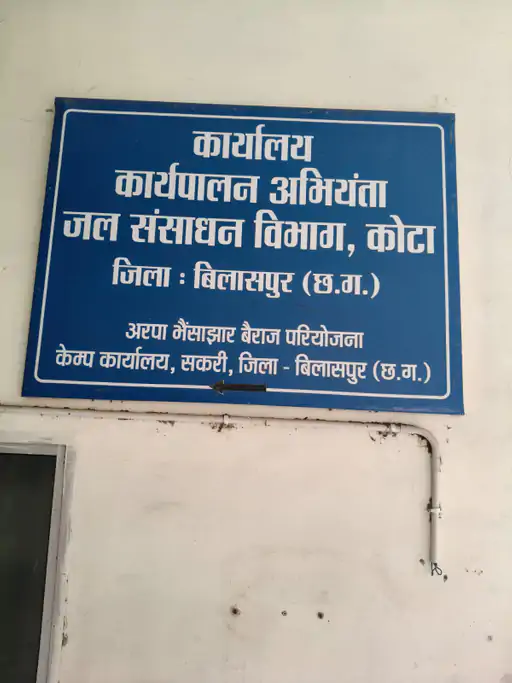 कार्यालय
कार्यपालन अभियंता
जल संसाधन विभाग, कोटा
जिला : बिलासपुर (छ.ग.)
अरपा भैंसाझार बैराज परियोजना
केम्प कार्यालय, सकरी, जिला - बिलासपुर (छ.ग.)